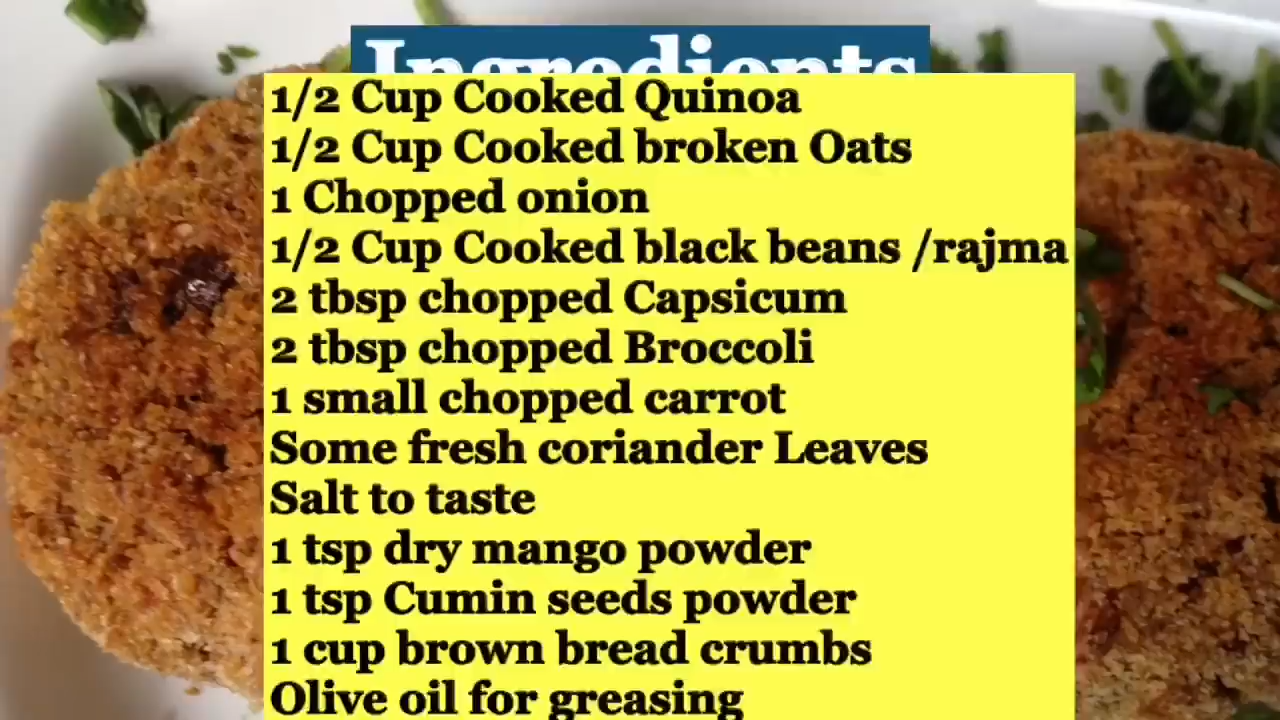 Ingredients
1/2 Cup Cooked Quinoa
1/2 Cup Cooked broken Oats
1 Chopped onion
1/2 Cup Cooked black beans /rajma
2 tbsp chopped Capsicum
2 tbsp chopped Broccoli
1 small chopped carrot
Some fresh coriander Leaves
Salt to taste
1 tsp dry mango powder
1 tsp Cumin seeds powder
1 cup brown bread crumbs
Olive oil for greasing